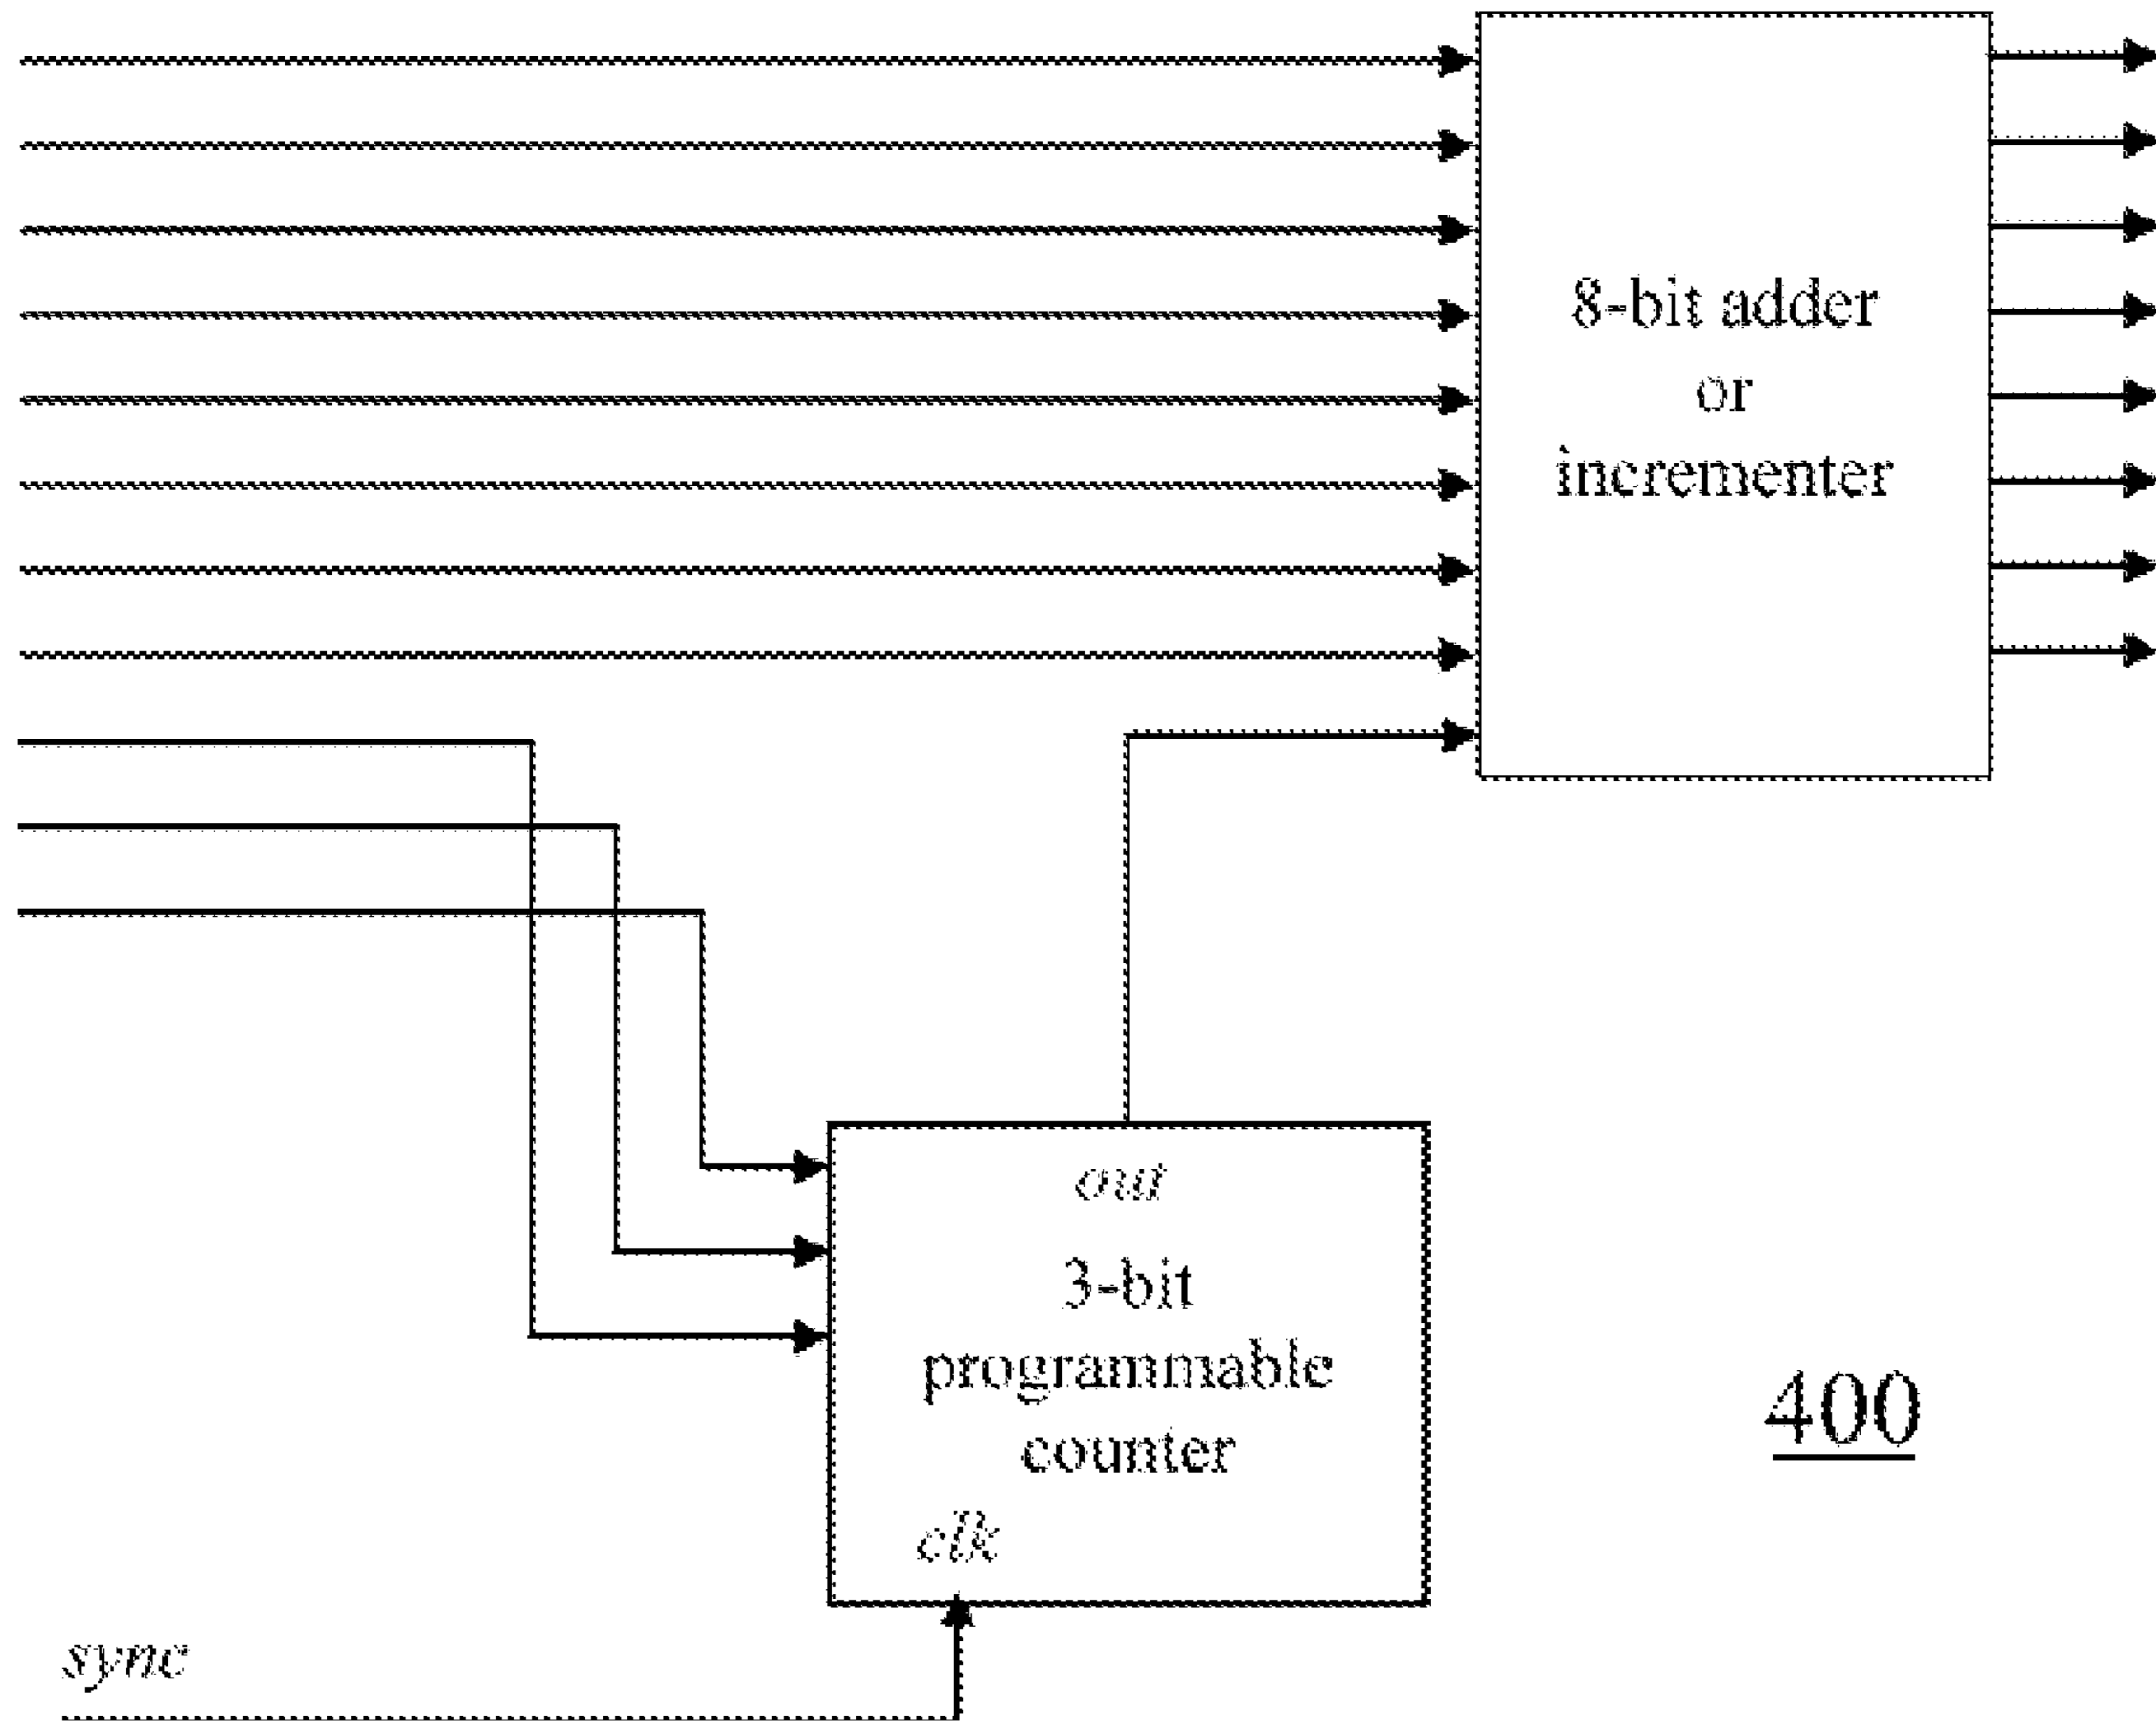 8-bit adder
or
incrementer
out
3-bit
programmable
counter
clk
400
sync